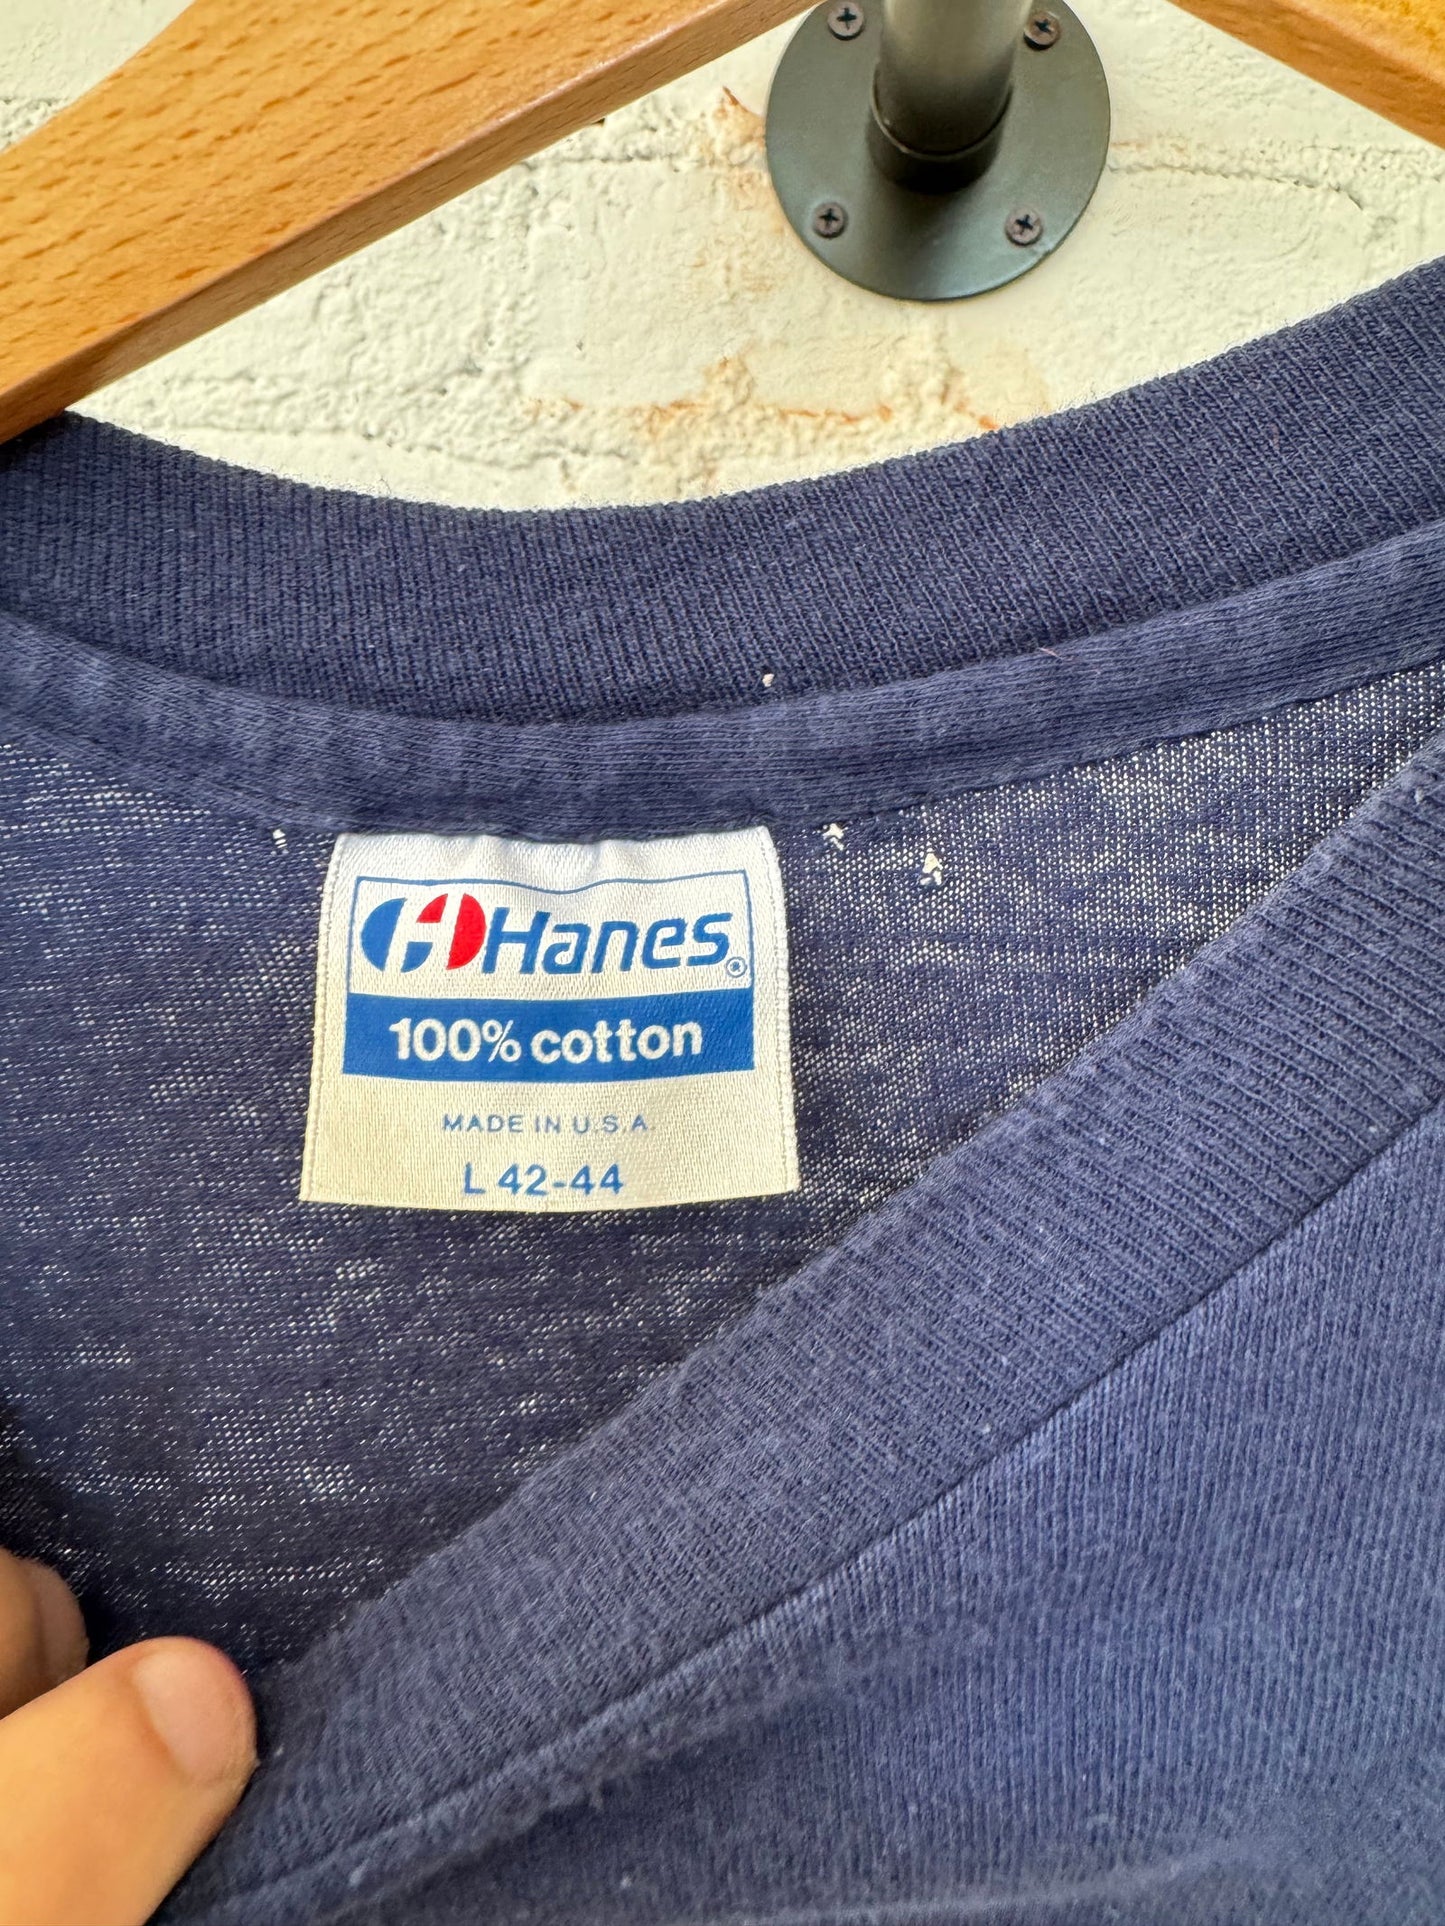 Hanes®
100% cotton
MADE IN U.S.A.
L 42-44